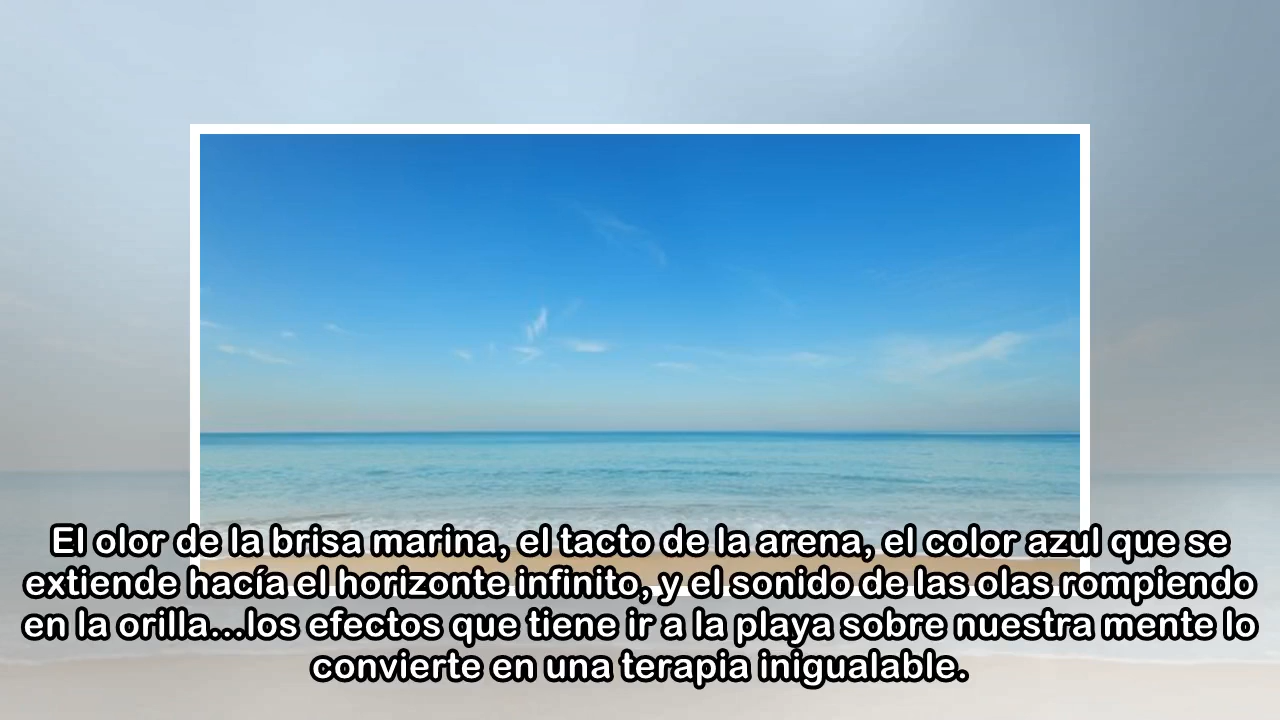 El olor de la brisa marina, el tacto de la arena, el color azul que se
extiende hacía el horizonte infinito, y el sonido de las olas rompiendo
en la orilla...los efectos que tiene ir a la playa sobre nuestra mente lo
convierte en una terapia inigualable.